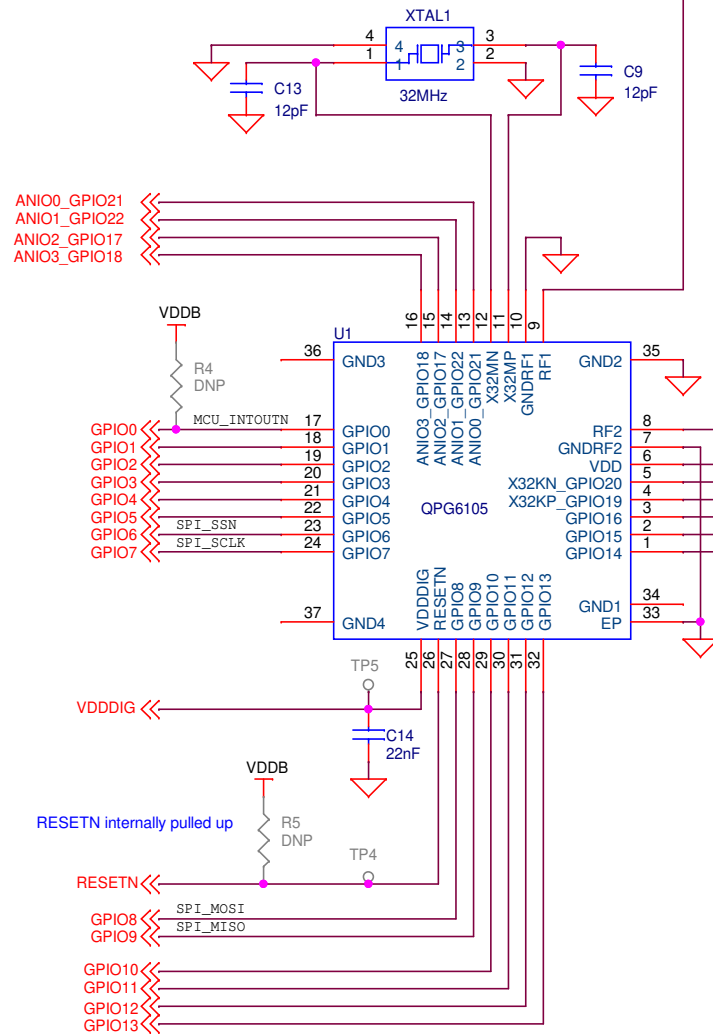 XTAL1
4
1
4
1
3
2
3
2
32MHz
C13
12pF
C9
12pF
ANIO0_GPIO21
ANIO1_GPIO22
ANIO2_GPIO17
ANIO3_GPIO18
16
15
14
13
12
11
10
9
VDDB
R4
DNP
U1
ANIO3_GPIO18
ANIO2_GPIO17
ANIO1_GPIO22
ANIO0_GPIO21
X32MN
X32MP
GNDRF1
RF1
36
GND3
GND2
35
GPIO0
MCU_INTOUTN
17
GPIO0
RF2
8
GPIO1
18
GPIO1
GNDRF2
7
GPIO2
19
GPIO2
VDD
6
GPIO3
20
GPIO3
X32KN_GPIO20
5
GPIO4
21
GPIO4
X32KP_GPIO19
4
GPIO5
22
GPIO5
QPG6105
GPIO16
3
GPIO6
SPI_SSN
23
GPIO6
GPIO15
2
GPIO7
SPI_SCLK
24
GPIO7
GPIO14
1
GND1
34
37
GND4
EP
33
VDDDIG
RESETN
GPIO8
GPIO9
GPIO10
GPIO11
GPIO12
GPIO13
25
26
27
28
29
30
31
32
TP5
VDDDIG
C14
22nF
VDDB
RESETN internally pulled up
R5
DNP
TP4
RESETN
GPIO8
SPI_MOSI
GPIO9
SPI_MISO
GPIO10
GPIO11
GPIO12
GPIO13